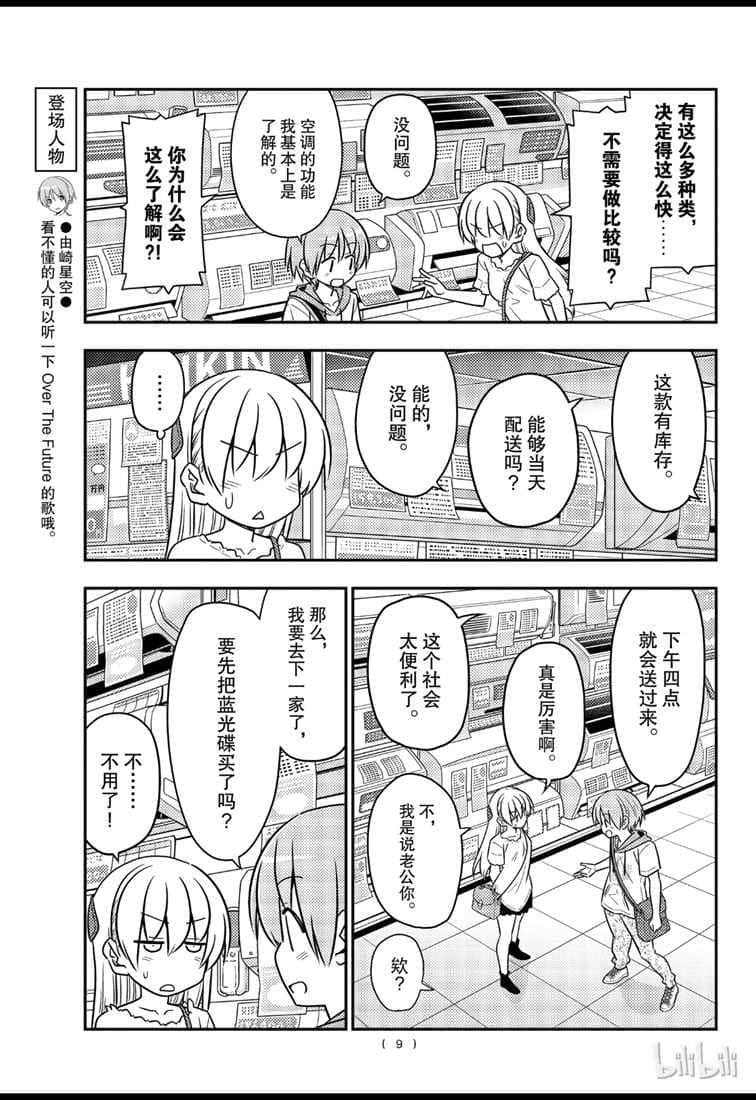 有这么多种类，
决定得这么快……
不需要做比较吗？
没问题。
空调的功能
我基本上是
了解的。
你为什么会
这么了解啊?!
登场人物
●由崎星空●
看不懂的人可以听一下 Over The Future 的歌哦。
这款有库存。
能够当天
配送吗？
能的，
没问题。
……
下午四点
就会送过来。
真是厉害啊。
这个社会
太便利了。
不，
我是说老公你。
欸？
那么，
我要去下一家了，
要先把蓝光碟买了吗？
不……
不用了！
( 9 )
bilibili